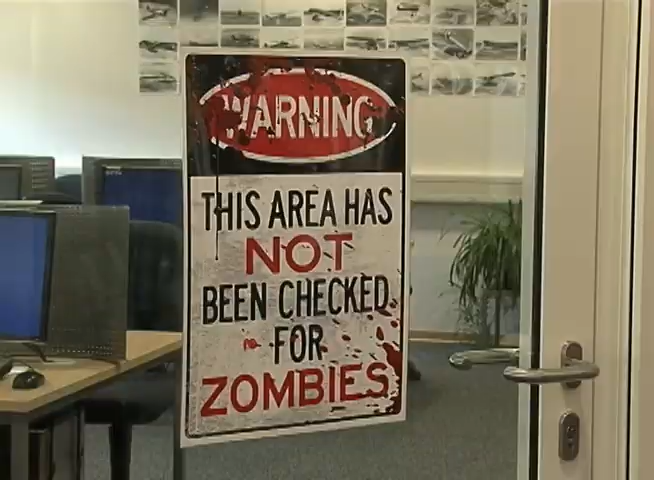 WARNING
THIS AREA HAS
NOT
BEEN CHECKED
FOR
ZOMBIES